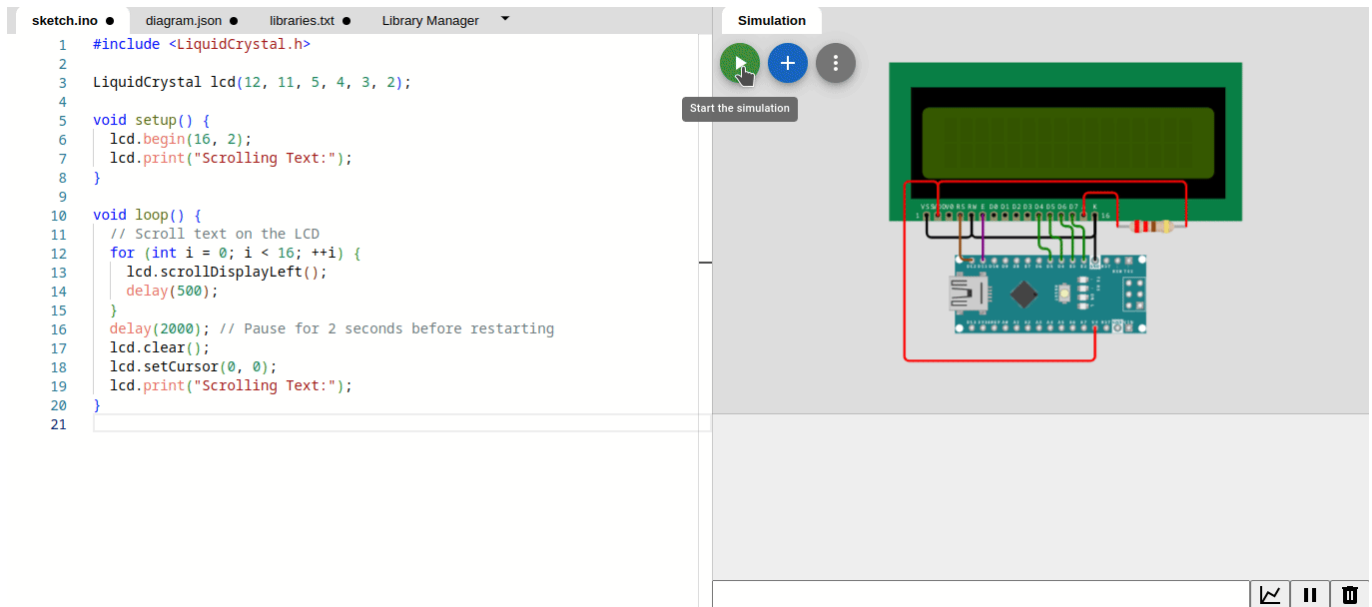 sketch.ino ● diagram.json ● libraries.txt ● Library Manager
Simulation
1 #include <LiquidCrystal.h>
2
3 LiquidCrystal lcd(12, 11, 5, 4, 3, 2);
4
5 void setup() {
6 lcd.begin(16, 2);
7 lcd.print("Scrolling Text:");
8 }
9
10 void loop() {
11 // Scroll text on the LCD
12 for (int i = 0; i < 16; ++i) {
13 lcd.scrollDisplayLeft();
14 delay(500);
15 }
16 delay(2000); // Pause for 2 seconds before restarting
17 lcd.clear();
18 lcd.setCursor(0, 0);
19 lcd.print("Scrolling Text:");
20 }
21
Start the simulation
RS RW E D0 D1 D2 D3 D4 D5 D6 D7
1 16